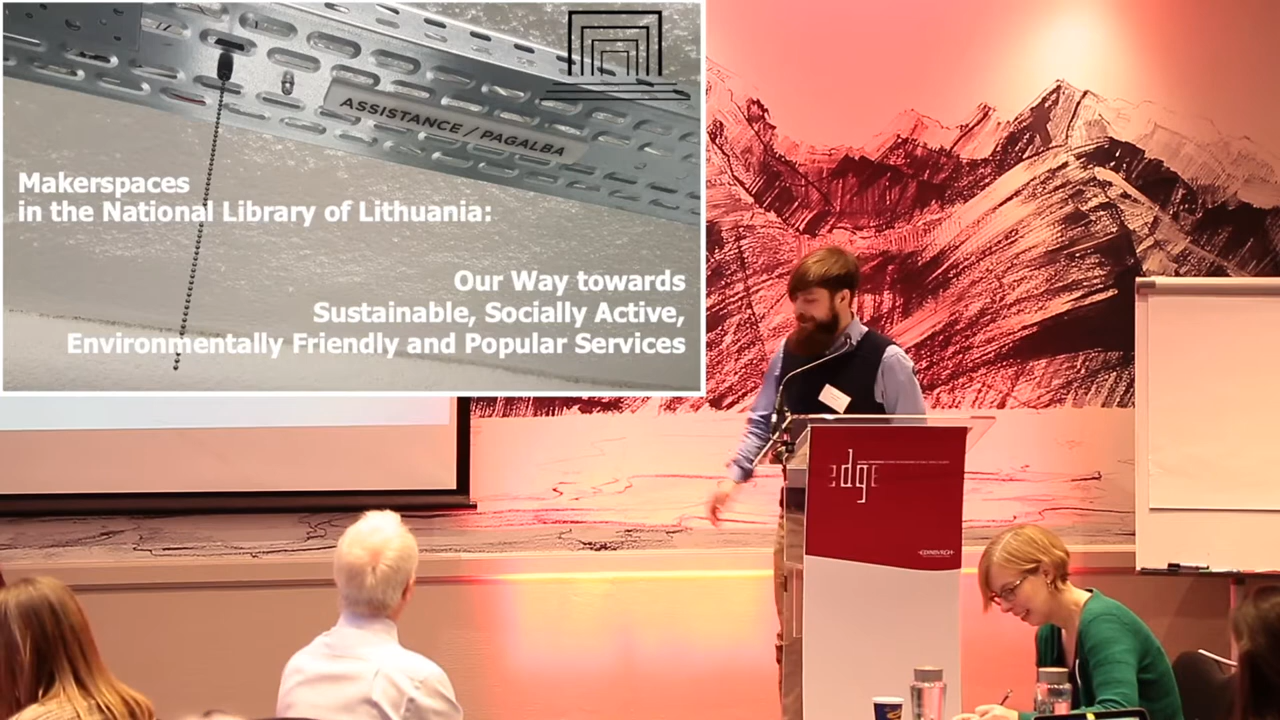 ASSISTANCE / PAGALBA
Makerspaces
in the National Library of Lithuania:
Our Way towards
Sustainable, Socially Active,
Environmentally Friendly and Popular Services
edge
EDINBURGH